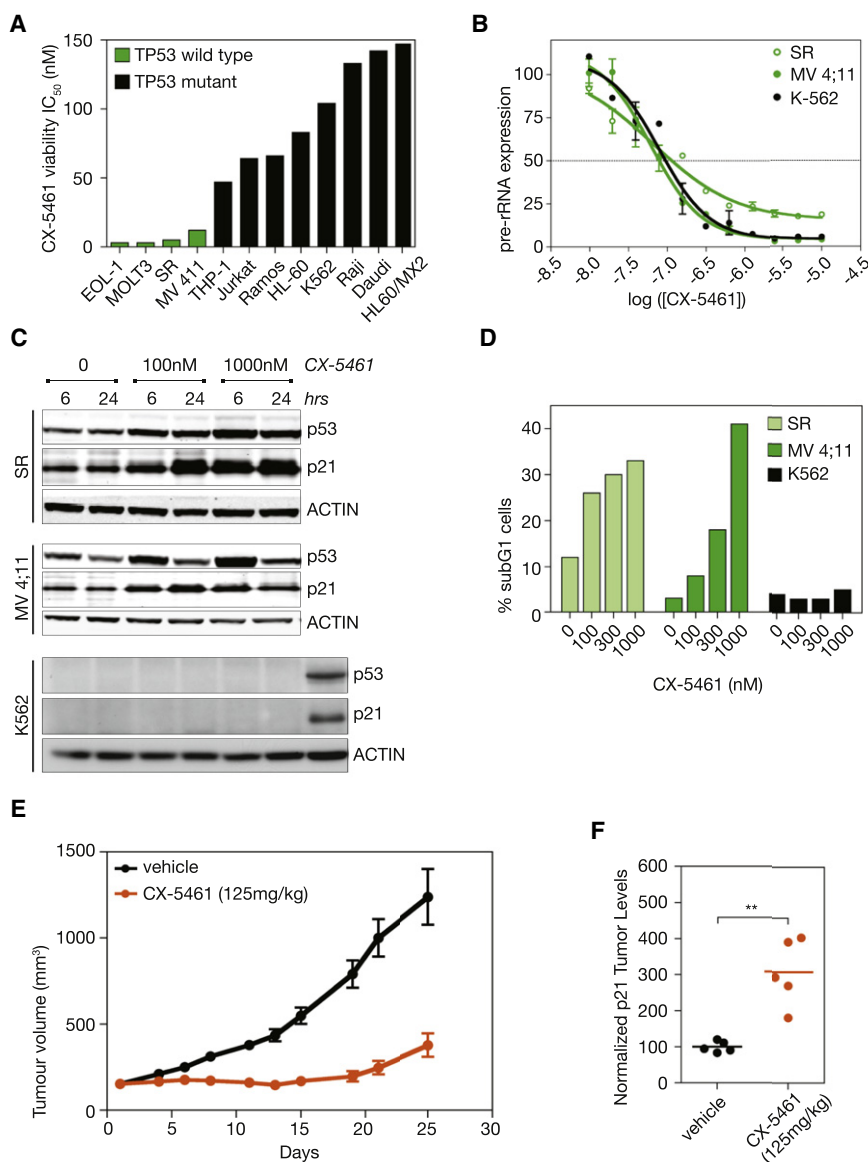 A
CX-5461 viability IC50 (nM)
150
100
50
0
TP53 wild type
TP53 mutant
EOL-1
MOLT3
SR
MV 411
THP-1
Jurkat
Ramos
HL-60
K562
Raji
Daudi
HL60/MX2
B
pre-rRNA expression
100
75
50
25
0
SR
MV 4;11
K-562
-8.5
-8.0
-7.5
-7.0
-6.5
-6.0
-5.5
-5.0
-4.5
log ([CX-5461])
C
0 100nM 1000nM CX-5461
6 24 6 24 6 24 hrs
SR
p53
p21
ACTIN
MV 4;11
p53
p21
ACTIN
K562
p53
p21
ACTIN
D
% subG1 cells
40
30
20
10
0
SR
MV 4;11
K562
0 100 300 1000 0 100 300 1000 0 100 300 1000
CX-5461 (nM)
E
Tumour volume (mm³)
1500
1000
500
0
vehicle
CX-5461 (125mg/kg)
0 5 10 15 20 25 30
Days
F
Normalized p21 Tumor Levels
600
500
400
300
200
100
0
**
vehicle
CX-5461
(125mg/kg)